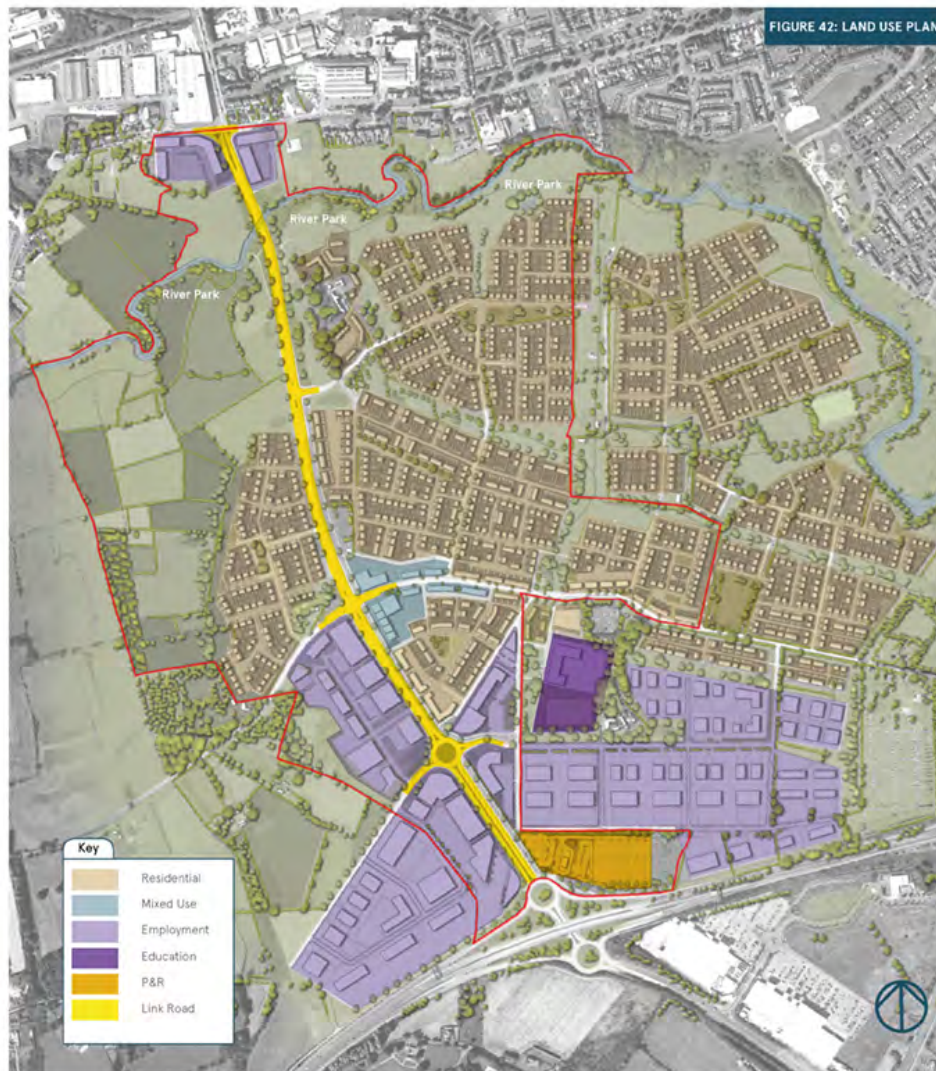 FIGURE 42: LAND USE PLAN
River Park
River Park
River Park
Key
Residential
Mixed Use
Employment
Education
P&R
Link Road